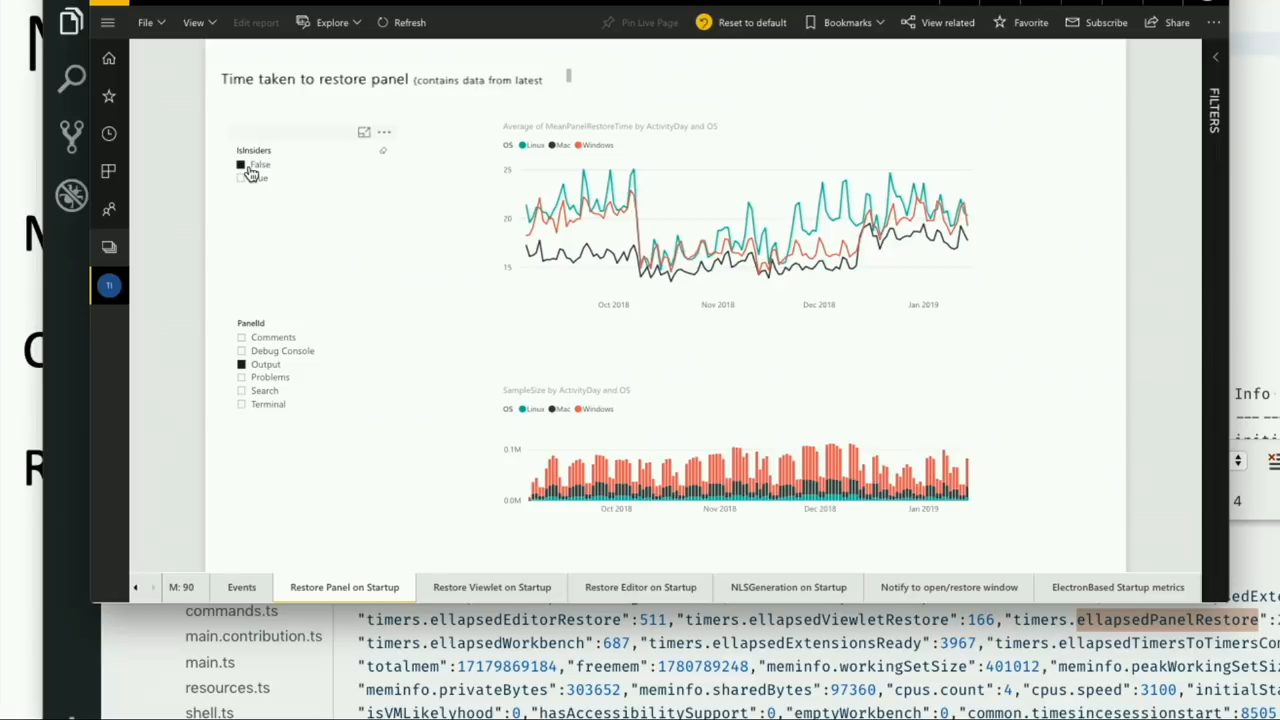 File
View
Edit report
Explore
Refresh
Pin Live Page
Reset to default
Bookmarks
View related
Favorite
Subscribe
Share
Time taken to restore panel (contains data from latest
FILTERS
IsInsiders
False
PanelId
Comments
Debug Console
Output
Problems
Search
Terminal
Average of MeanPanelRestoreTime by ActivityDay and OS
OS Linux Mac Windows
25
20
15
Oct 2018 Nov 2018 Dec 2018 Jan 2019
SampleSize by ActivityDay and OS
OS Linux Mac Windows
0.1M
0.0M
Oct 2018 Nov 2018 Dec 2018 Jan 2019
M: 90
Events
Restore Panel on Startup
Restore Viewlet on Startup
Restore Editor on Startup
NLSGeneration on Startup
Notify to open/restore window
ElectronBased Startup metrics
Info
4
commands.ts
main.contribution.ts
main.ts
resources.ts
shell.ts
"timers.ellapsedEditorRestore":511,"timers.ellapsedViewletRestore":166,"timers.ellapsedPanelRestore":
"timers.ellapsedWorkbench":687,"timers.ellapsedExtensionsReady":3967,"timers.ellapsedTimersToTimersCo
"totalmem":17179869184,"freemem":1780789248,"meminfo.workingSetSize":401012,"meminfo.peakWorkingSetSiz
"meminfo.privateBytes":303652,"meminfo.sharedBytes":97360,"cpus.count":4,"cpus.speed":3100,"initialSta
"isVMLikelyhood":0,"hasAccessibilitySupport":0,"emptyWorkbench":0,"common.timesincesessionstart":8505